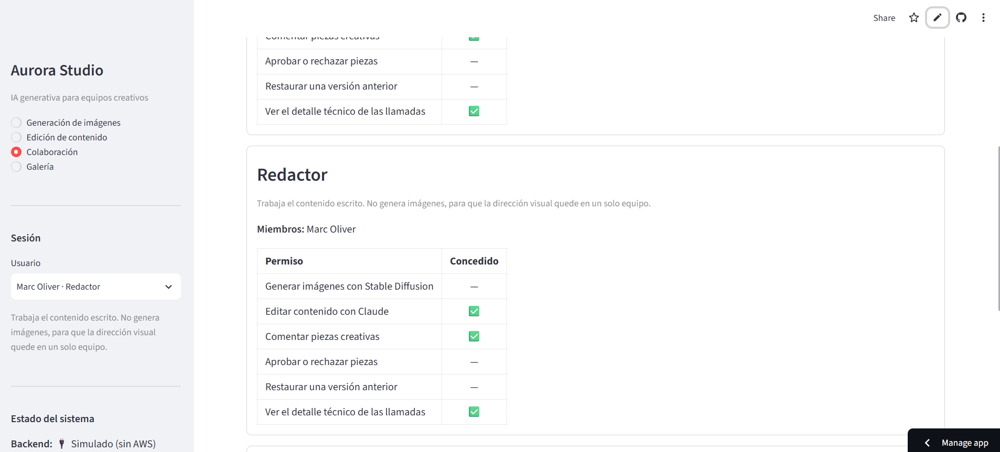 Share
Aurora Studio
IA generativa para equipos creativos
Generación de imágenes
Edición de contenido
Colaboración
Galería
Sesión
Usuario
Marc Oliver · Redactor
Trabaja el contenido escrito. No genera
imágenes, para que la dirección visual
quede en un solo equipo.
Estado del sistema
Backend: Simulado (sin AWS)
Comentar piezas creativas ✅
Aprobar o rechazar piezas —
Restaurar una versión anterior —
Ver el detalle técnico de las llamadas ✅
Redactor
Trabaja el contenido escrito. No genera imágenes, para que la dirección visual quede en un solo equipo.
Miembros: Marc Oliver
Permiso Concedido
Generar imágenes con Stable Diffusion —
Editar contenido con Claude ✅
Comentar piezas creativas ✅
Aprobar o rechazar piezas —
Restaurar una versión anterior —
Ver el detalle técnico de las llamadas ✅
Manage app